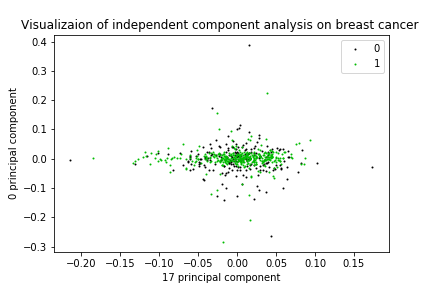 Visualizaion of independent component analysis on breast cancer
0.4
0.3
0.2
0.1
0.0
−0.1
−0.2
−0.3
0 principal component
0
1
−0.20 −0.15 −0.10 −0.05 0.00 0.05 0.10 0.15
17 principal component